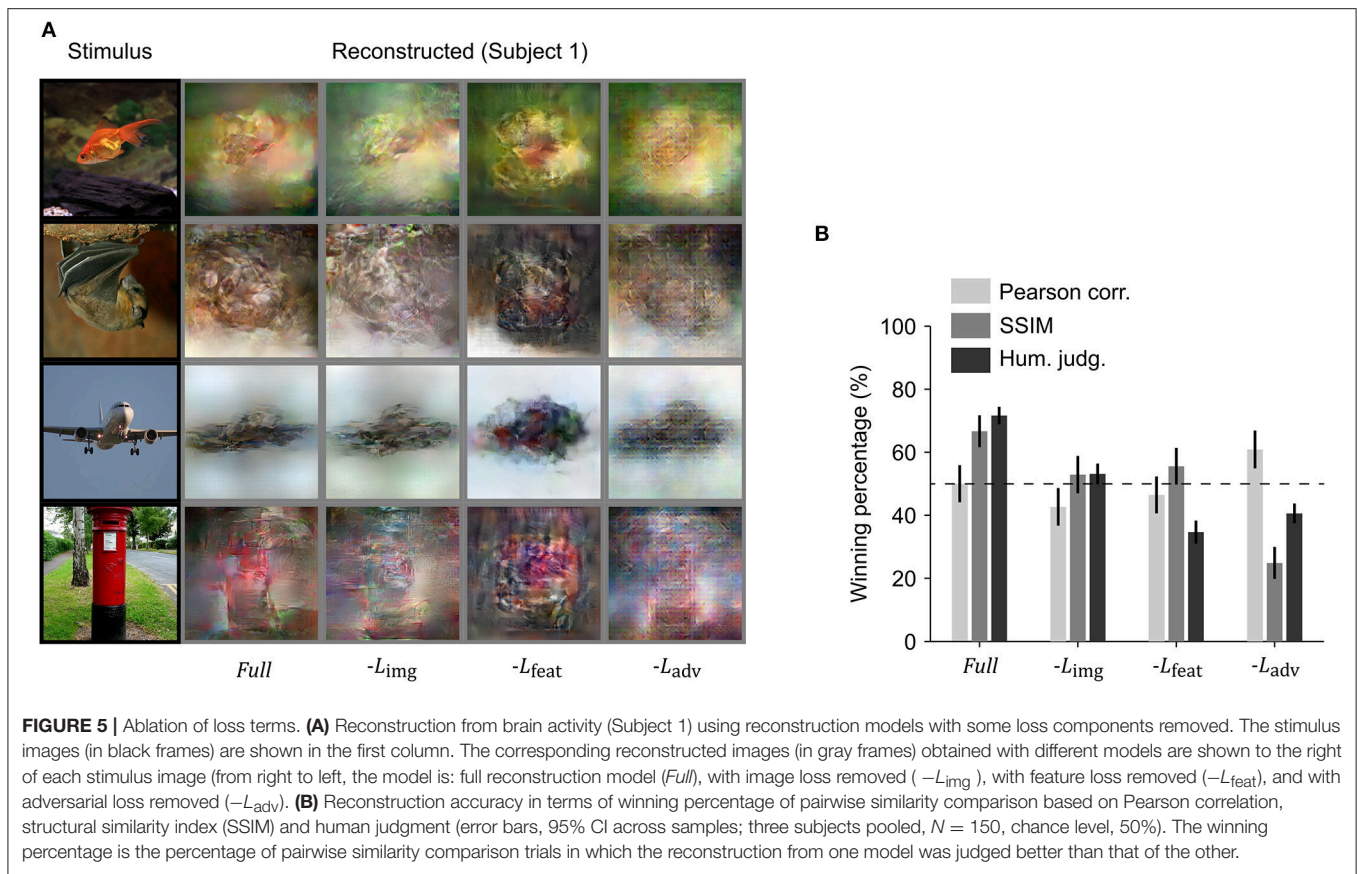 A
Stimulus
Reconstructed (Subject 1)
Full
-Limg
-Lfeat
-Ladv
B
Pearson corr.
SSIM
Hum. judg.
Winning percentage (%)
100
80
60
40
20
0
Full
-Limg
-Lfeat
-Ladv
FIGURE 5 | Ablation of loss terms. (A) Reconstruction from brain activity (Subject 1) using reconstruction models with some loss components removed. The stimulus
images (in black frames) are shown in the first column. The corresponding reconstructed images (in gray frames) obtained with different models are shown to the right
of each stimulus image (from right to left, the model is: full reconstruction model (Full), with image loss removed ( −Limg ), with feature loss removed (−Lfeat), and with
adversarial loss removed (−Ladv). (B) Reconstruction accuracy in terms of winning percentage of pairwise similarity comparison based on Pearson correlation,
structural similarity index (SSIM) and human judgment (error bars, 95% CI across samples; three subjects pooled, N = 150, chance level, 50%). The winning
percentage is the percentage of pairwise similarity comparison trials in which the reconstruction from one model was judged better than that of the other.